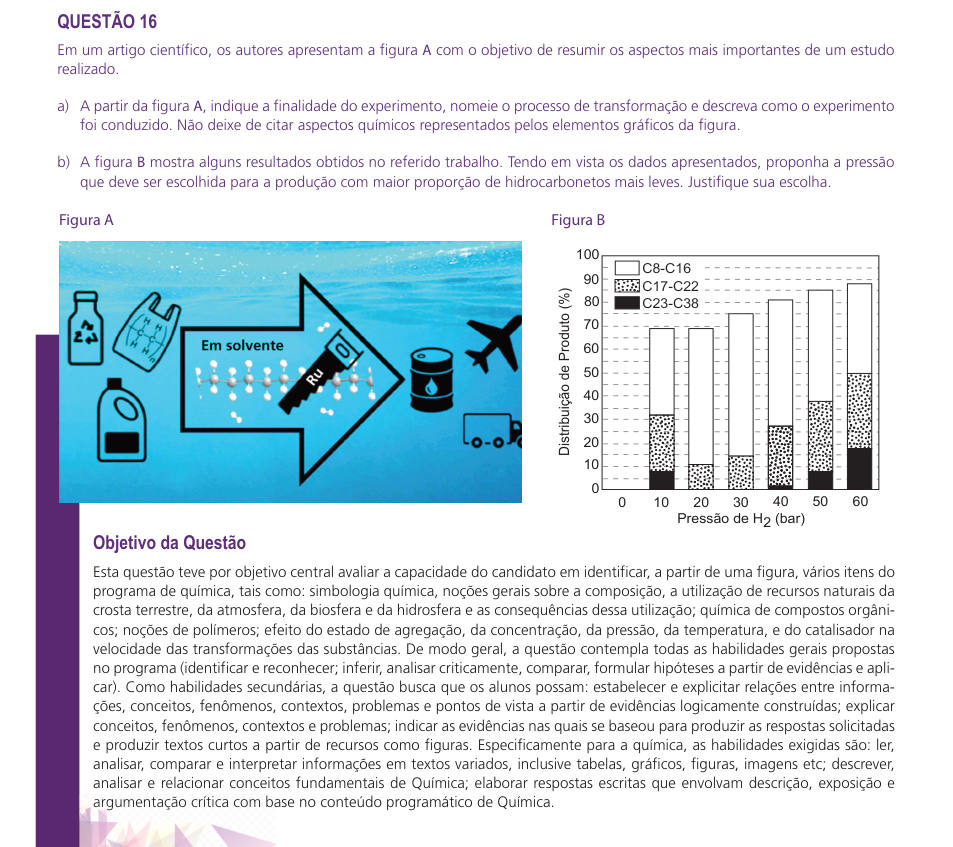 QUESTÃO 16
Em um artigo científico, os autores apresentam a figura A com o objetivo de resumir os aspectos mais importantes de um estudo
realizado.
a) A partir da figura A, indique a finalidade do experimento, nomeie o processo de transformação e descreva como o experimento
foi conduzido. Não deixe de citar aspectos químicos representados pelos elementos gráficos da figura.
b) A figura B mostra alguns resultados obtidos no referido trabalho. Tendo em vista os dados apresentados, proponha a pressão
que deve ser escolhida para a produção com maior proporção de hidrocarbonetos mais leves. Justifique sua escolha.
Figura A
H H
C C
H H
n
Em solvente
Ru
Figura B
100
90
80
70
60
50
40
30
20
10
0
C8-C16
C17-C22
C23-C38
Distribuição de Produto (%)
0 10 20 30 40 50 60
Pressão de H2 (bar)
Objetivo da Questão
Esta questão teve por objetivo central avaliar a capacidade do candidato em identificar, a partir de uma figura, vários itens do
programa de química, tais como: simbologia química, noções gerais sobre a composição, a utilização de recursos naturais da
crosta terrestre, da atmosfera, da biosfera e da hidrosfera e as consequências dessa utilização; química de compostos orgâni-
cos; noções de polímeros; efeito do estado de agregação, da concentração, da pressão, da temperatura, e do catalisador na
velocidade das transformações das substâncias. De modo geral, a questão contempla todas as habilidades gerais propostas
no programa (identificar e reconhecer; inferir, analisar criticamente, comparar, formular hipóteses a partir de evidências e apli-
car). Como habilidades secundárias, a questão busca que os alunos possam: estabelecer e explicitar relações entre informa-
ções, conceitos, fenômenos, contextos, problemas e pontos de vista a partir de evidências logicamente construídas; explicar
conceitos, fenômenos, contextos e problemas; indicar as evidências nas quais se baseou para produzir as respostas solicitadas
e produzir textos curtos a partir de recursos como figuras. Especificamente para a química, as habilidades exigidas são: ler,
analisar, comparar e interpretar informações em textos variados, inclusive tabelas, gráficos, figuras, imagens etc; descrever,
analisar e relacionar conceitos fundamentais de Química; elaborar respostas escritas que envolvam descrição, exposição e
argumentação crítica com base no conteúdo programático de Química.